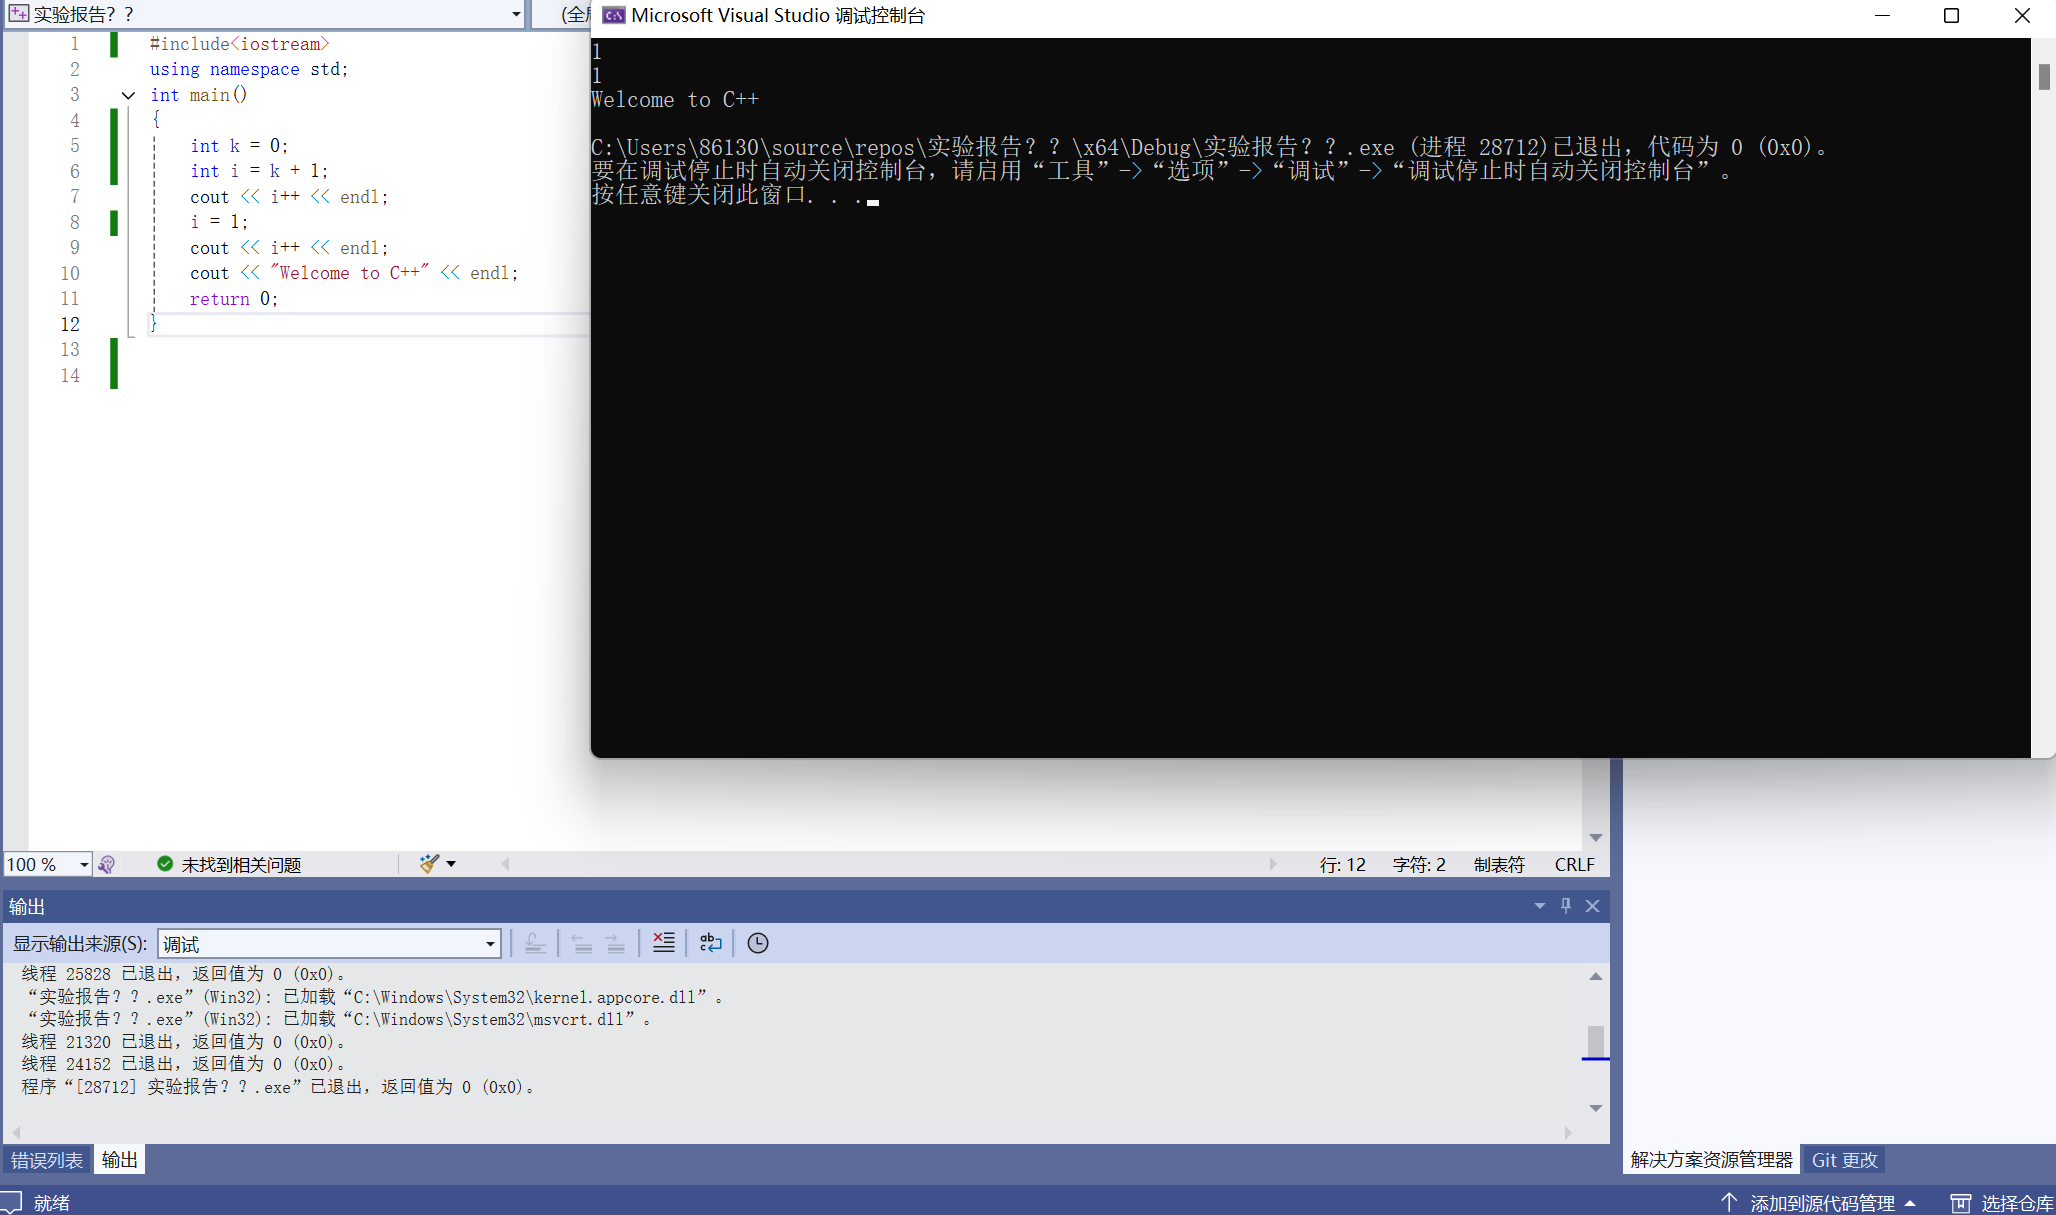 实验报告？？
(全局
Microsoft Visual Studio 调试控制台
1 #include<iostream>
2 using namespace std;
3 int main()
4 {
5 int k = 0;
6 int i = k + 1;
7 cout << i++ << endl;
8 i = 1;
9 cout << i++ << endl;
10 cout << "Welcome to C++" << endl;
11 return 0;
12 }
13
14
1
1
Welcome to C++
C:\Users\86130\source\repos\实验报告？？\x64\Debug\实验报告？？.exe (进程 28712)已退出，代码为 0 (0x0)。
要在调试停止时自动关闭控制台，请启用“工具”->“选项”->“调试”->“调试停止时自动关闭控制台”。
按任意键关闭此窗口. . .
100 %
未找到相关问题
行: 12
字符: 2
制表符
CRLF
输出
显示输出来源(S):
调试
线程 25828 已退出，返回值为 0 (0x0)。
“实验报告？？.exe”(Win32): 已加载“C:\Windows\System32\kernel.appcore.dll”。
“实验报告？？.exe”(Win32): 已加载“C:\Windows\System32\msvcrt.dll”。
线程 21320 已退出，返回值为 0 (0x0)。
线程 24152 已退出，返回值为 0 (0x0)。
程序“[28712] 实验报告？？.exe”已退出，返回值为 0 (0x0)。
错误列表
输出
解决方案资源管理器
Git 更改
就绪
添加到源代码管理
选择仓库